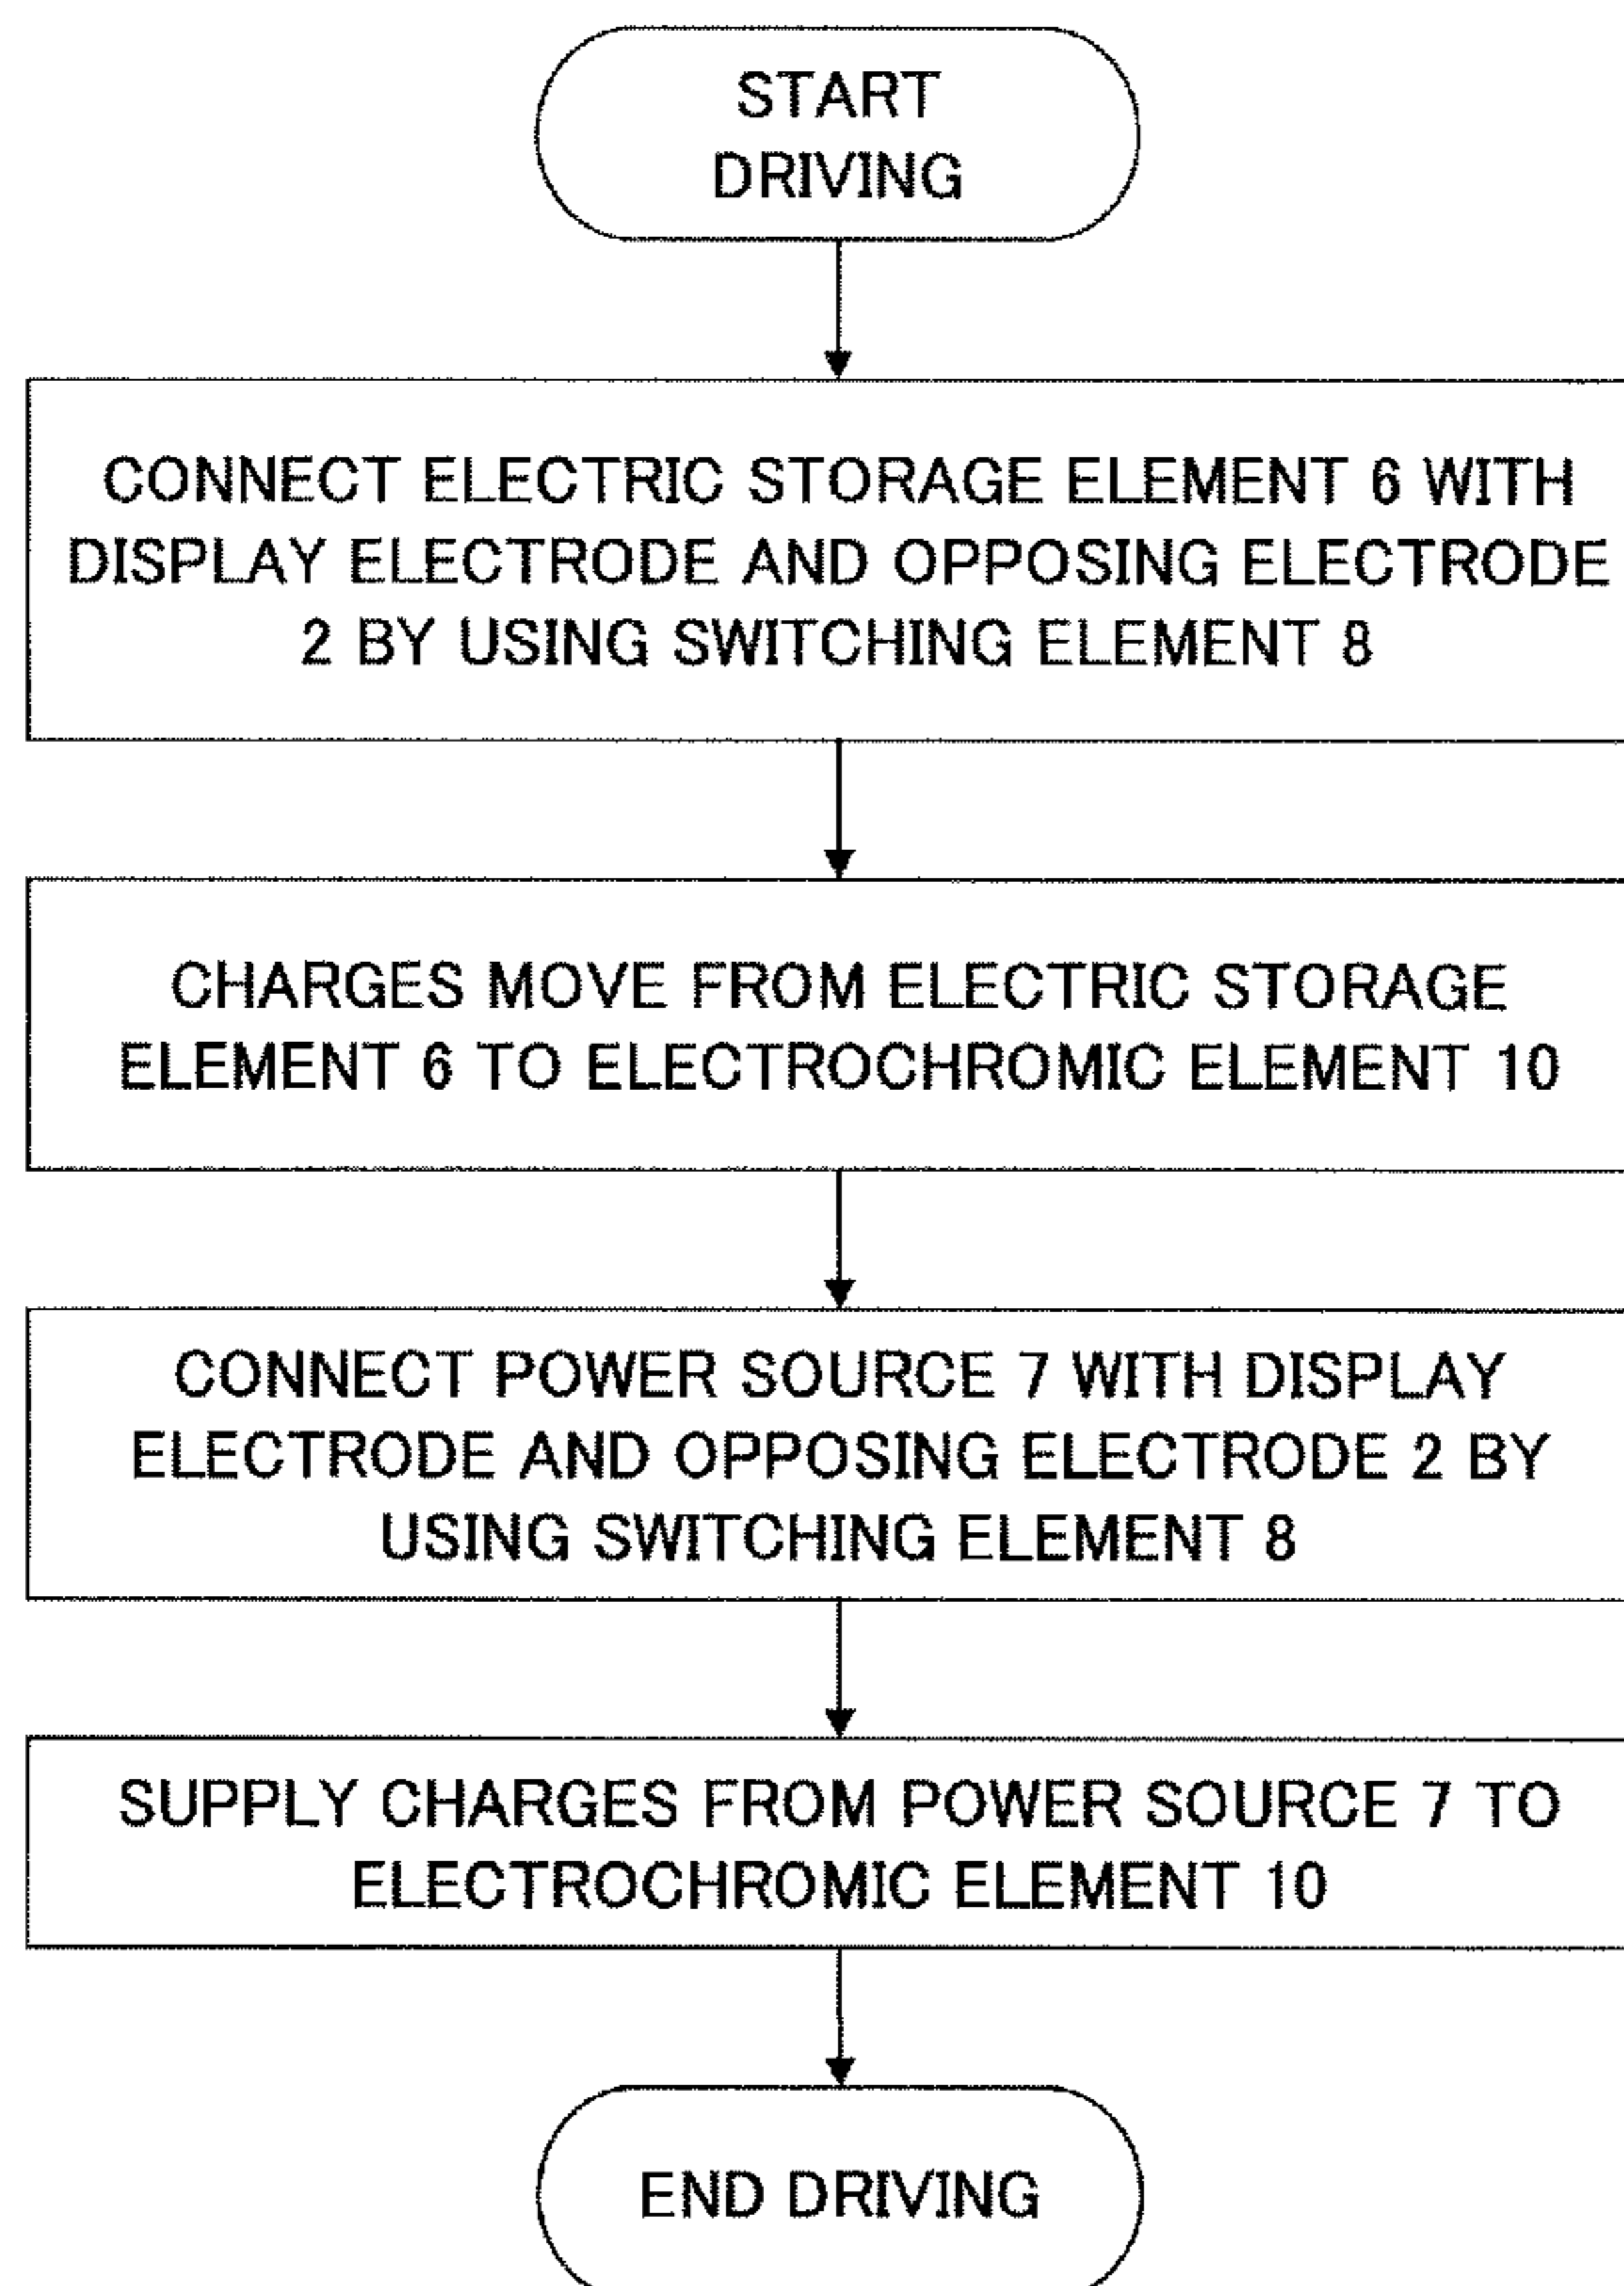 START
DRIVING
CONNECT ELECTRIC STORAGE ELEMENT 6 WITH
DISPLAY ELECTRODE AND OPPOSING ELECTRODE
2 BY USING SWITCHING ELEMENT 8
CHARGES MOVE FROM ELECTRIC STORAGE
ELEMENT 6 TO ELECTROCHROMIC ELEMENT 10
CONNECT POWER SOURCE 7 WITH DISPLAY
ELECTRODE AND OPPOSING ELECTRODE 2 BY
USING SWITCHING ELEMENT 8
SUPPLY CHARGES FROM POWER SOURCE 7 TO
ELECTROCHROMIC ELEMENT 10
END DRIVING